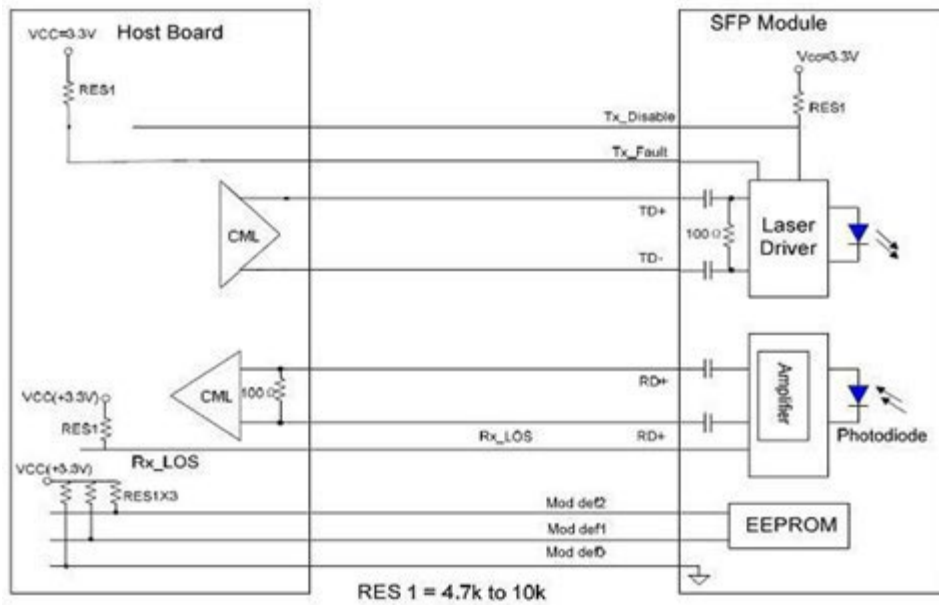 Host Board
SFP Module
VCC=3.3V
RES1
Vcc=3.3V
RES1
Tx_Disable
Tx_Fault
CML
TD+
TD-
100Ω
Laser
Driver
CML
100Ω
RD+
RD+
Amplifier
Photodiode
VCC(+3.3V)
RES1
Rx_LOS
Rx_LOS
VCC(+3.3V)
RES1X3
Mod def2
Mod def1
Mod def0
EEPROM
RES 1 = 4.7k to 10k